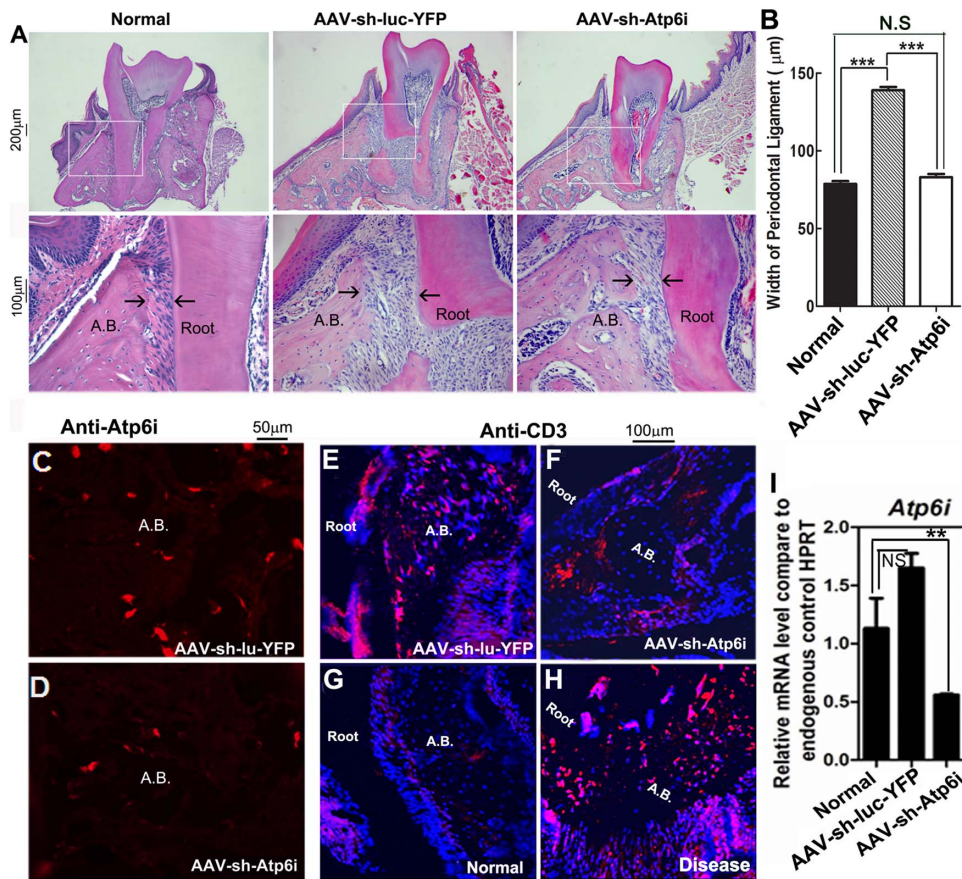 A
Normal
AAV-sh-luc-YFP
AAV-sh-Atp6i
200μm
100μm
A.B.
Root
A.B.
Root
A.B.
Root
B
N.S
***
***
Width of Periodontal Ligament ( μm)
150
100
50
0
Normal
AAV-sh-luc-YFP
AAV-sh-Atp6i
Anti-Atp6i
50μm
C
A.B.
AAV-sh-lu-YFP
D
A.B.
AAV-sh-Atp6i
Anti-CD3
100μm
E
Root
A.B.
AAV-sh-lu-YFP
F
Root
A.B.
AAV-sh-Atp6i
G
Root
A.B.
Normal
H
Root
A.B.
Disease
I
Atp6i
**
NS
Relative mRNA level compare to
endogenous control HPRT
2.0
1.5
1.0
0.5
0.0
Normal
AAV-sh-luc-YFP
AAV-sh-Atp6i